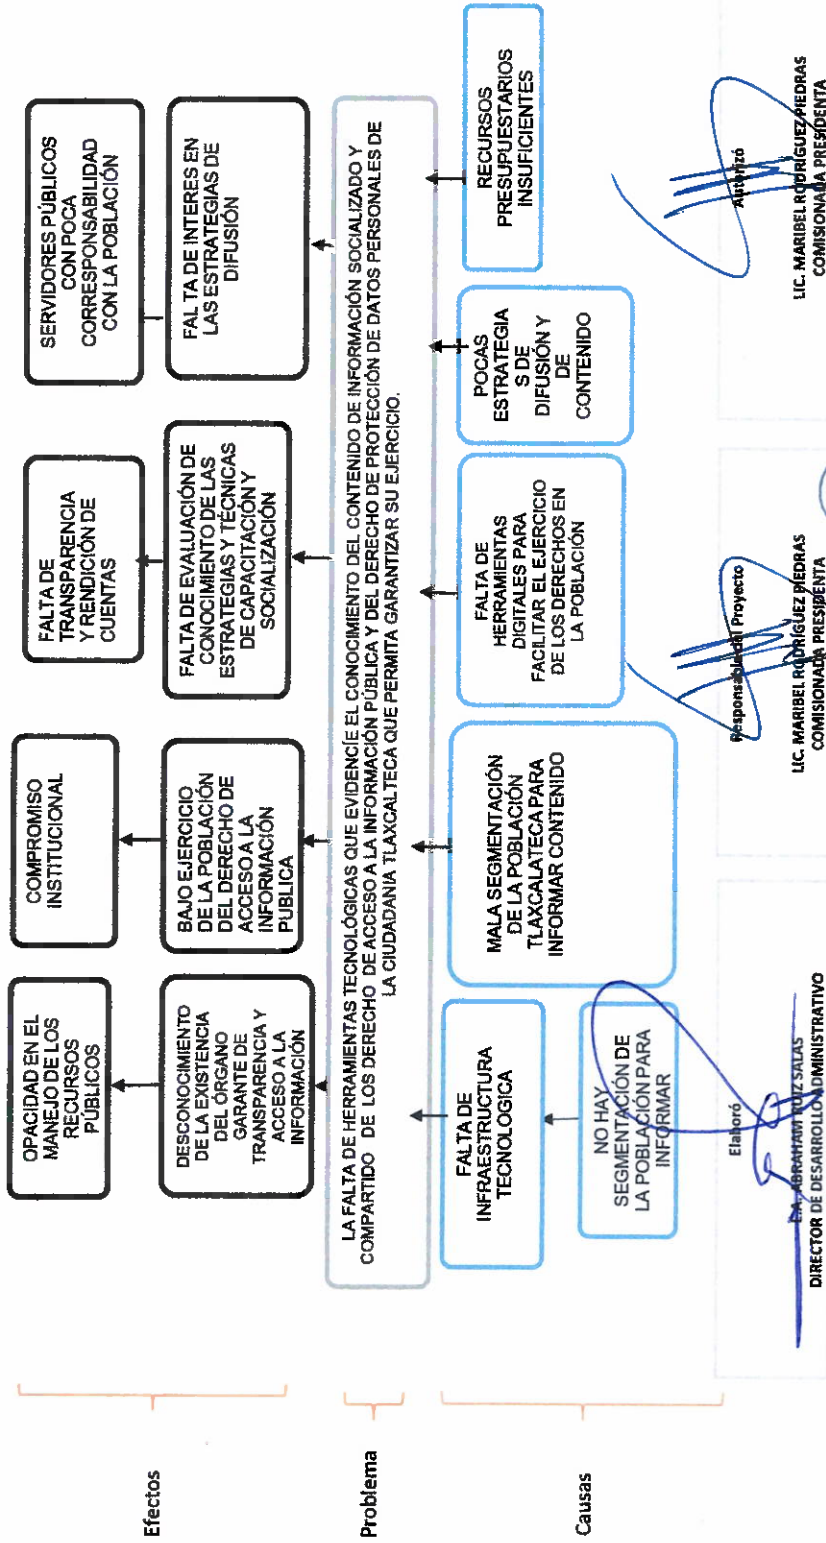 Efectos
OPACIDAD EN EL
MANEJO DE LOS
RECURSOS
PÚBLICOS
COMPROMISO
INSTITUCIONAL
FALTA DE
TRANSPARENCIA
Y RENDICIÓN DE
CUENTAS
SERVIDORES PÚBLICOS
CON POCA
CORRESPONSABILIDAD
CON LA POBLACIÓN
DESCONOCIMIENTO
DE LA EXISTENCIA
DEL ÓRGANO
GARANTE DE
TRANSPARENCIA Y
ACCESO A LA
INFORMACIÓN
BAJO EJERCICIO
DE LA POBLACIÓN
DEL DERECHO DE
ACCESO A LA
INFORMACIÓN
PUBLICA
FALTA DE EVALUACIÓN DE
CONOCIMIENTO DE LAS
ESTRATEGIAS Y TÉCNICAS
DE CAPACITACIÓN Y
SOCIALIZACIÓN
FALTA DE INTERES EN
LAS ESTRATEGIAS DE
DIFUSIÓN
Problema
LA FALTA DE HERRAMIENTAS TECNOLÓGICAS QUE EVIDENCÍE EL CONOCIMIENTO DEL CONTENIDO DE INFORMACIÓN SOCIALIZADO Y
COMPARTIDO DE LOS DERECHO DE ACCESO A LA INFORMACIÓN PÚBLICA Y DEL DERECHO DE PROTECCIÓN DE DATOS PERSONALES DE
LA CIUDADANIA TLAXCALTECA QUE PERMITA GARANTIZAR SU EJERCICIO.
Causas
FALTA DE
INFRAESTRUCTURA
TECNOLOGICA
MALA SEGMENTACIÓN
DE LA POBLACIÓN
TLAXCALATECA PARA
INFORMAR CONTENIDO
FALTA DE
HERRAMIENTAS
DIGITALES PARA
FACILITAR EL EJERCICIO
DE LOS DERECHOS EN
LA POBLACIÓN
POCAS
ESTRATEGIA
S DE
DIFUSIÓN Y
DE
CONTENIDO
RECURSOS
PRESUPUESTARIOS
INSUFICIENTES
NO HAY
SEGMENTACIÓN DE
LA POBLACIÓN PARA
INFORMAR
Elaboró
ABRAHAM RUIZ SALAS
DIRECTOR DE DESARROLLO ADMINISTRATIVO
Responsable del Proyecto
LIC. MARIBEL RODRÍGUEZ PIEDRAS
COMISIONADA PRESIDENTA
Autorizó
LIC. MARIBEL RODRÍGUEZ PIEDRAS
COMISIONADA PRESIDENTA